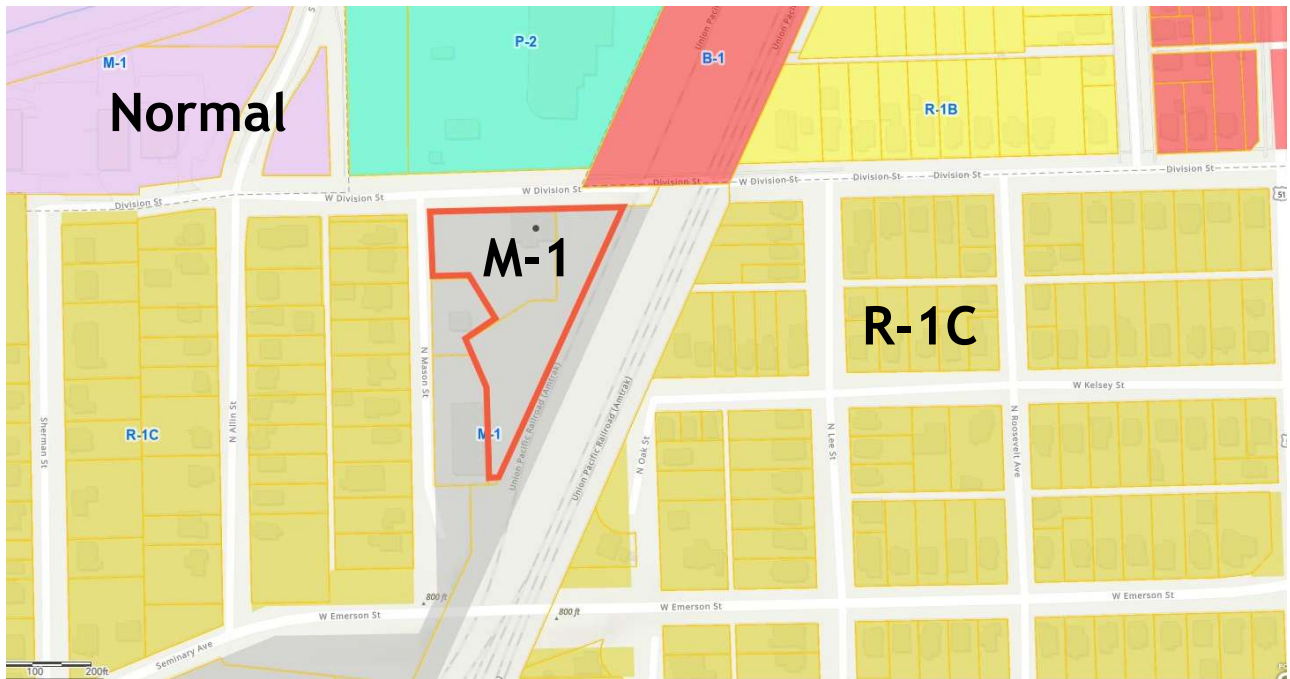 P-2
B-1
M-1
Normal
R-1B
Union Pacific
W Division St
Division St
W Division St
Division St
Division St
Division St
W Division St
Division St
51
M-1
R-1C
N Mason St
Union Pacific Railroad (Amtrak)
Union Pacific Railroad (Amtrak)
W Kelsey St
Sherman St
R-1C
N Allin St
M-1
N Oak St
N Lee St
N Roosevelt Ave
800 ft
800 ft
W Emerson St
W Emerson St
W Emerson St
Seminary Ave
100 200ft